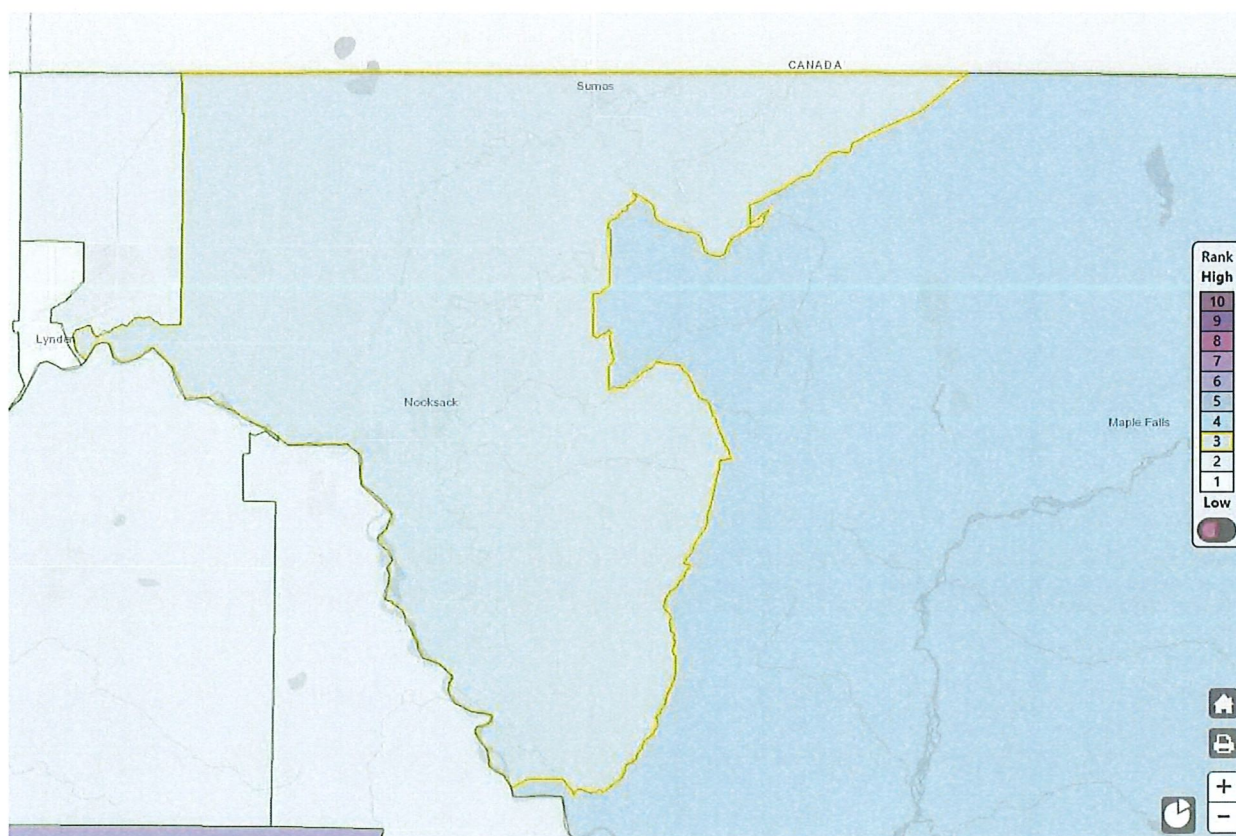 CANADA
Sumas
Lynden
Nooksack
Maple Falls
Rank
High
10
9
8
7
6
5
4
3
2
1
Low
+
−